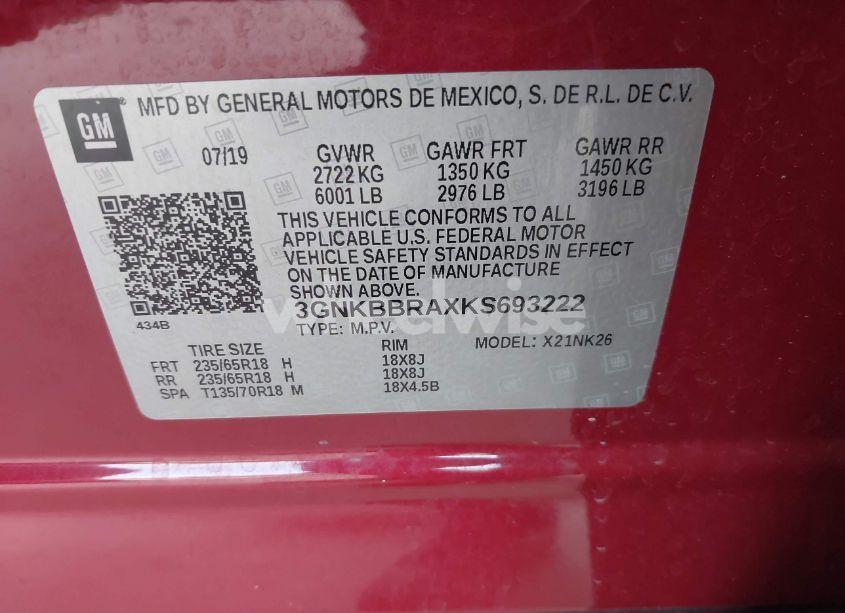 GM
MFD BY GENERAL MOTORS DE MEXICO, S. DE R.L. DE C.V.
07/19 GVWR GAWR FRT GAWR RR
2722 KG 1350 KG 1450 KG
6001 LB 2976 LB 3196 LB
THIS VEHICLE CONFORMS TO ALL
APPLICABLE U.S. FEDERAL MOTOR
VEHICLE SAFETY STANDARDS IN EFFECT
ON THE DATE OF MANUFACTURE
SHOWN ABOVE.
434B
3GNKBBRAXKS693222
TYPE: M.P.V. MODEL: X21NK26
TIRE SIZE RIM
FRT 235/65R18 H 18X8J
RR 235/65R18 H 18X8J
SPA T135/70R18 M 18X4.5B